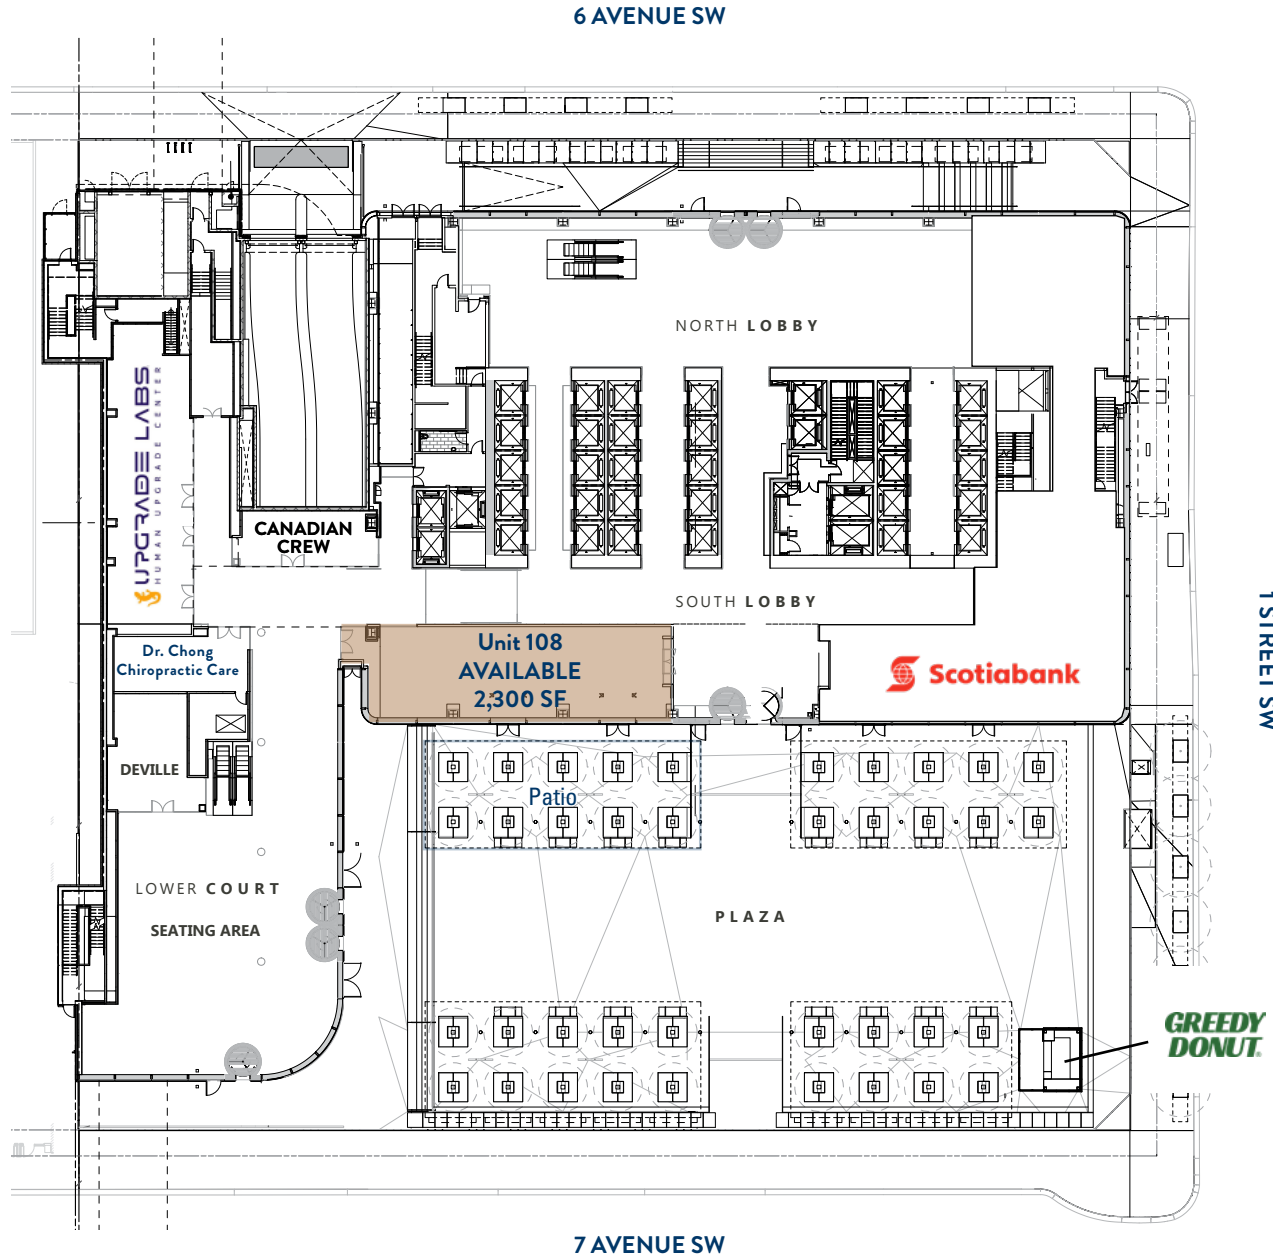 6 AVENUE SW
NORTH LOBBY
UPGRADE LABS
HUMAN UPGRADE CENTER
CANADIAN
CREW
SOUTH LOBBY
1 STREET SW
Unit 108
AVAILABLE
2,300 SF
Dr. Chong
Chiropractic Care
Scotiabank
DEVILLE
Patio
LOWER COURT
SEATING AREA
PLAZA
GREEDY
DONUT
7 AVENUE SW